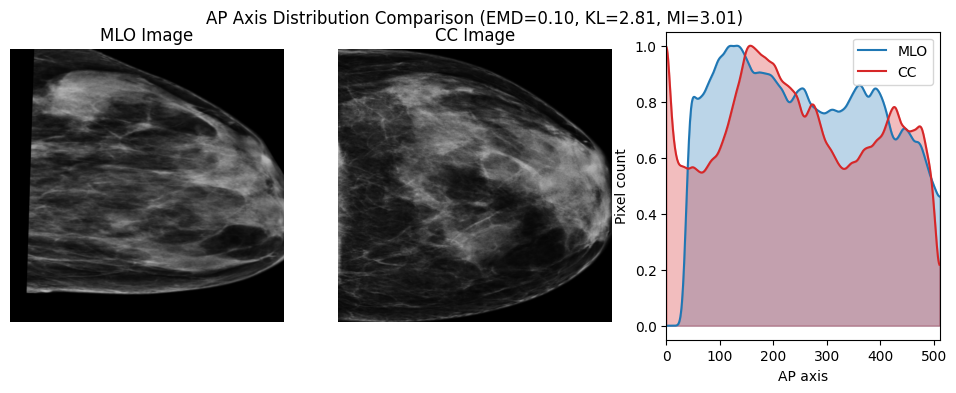 AP Axis Distribution Comparison (EMD=0.10, KL=2.81, MI=3.01)
MLO Image
CC Image
MLO
CC
Pixel count
1.0
0.8
0.6
0.4
0.2
0.0
0 100 200 300 400 500
AP axis